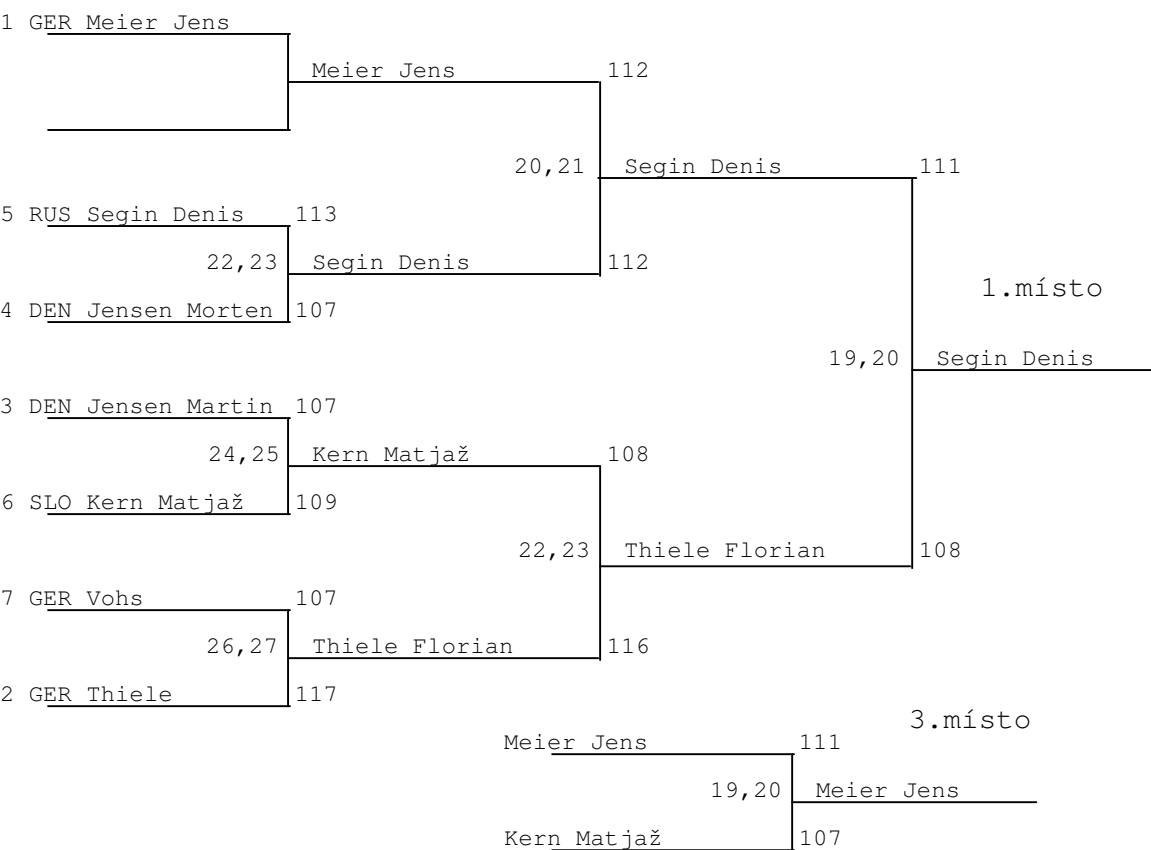 1 GER Meier Jens
Meier Jens 112
20,21 Segin Denis 111
5 RUS Segin Denis 113
22,23 Segin Denis 112
1.místo
4 DEN Jensen Morten 107
19,20 Segin Denis
3 DEN Jensen Martin 107
24,25 Kern Matjaž 108
6 SLO Kern Matjaž 109
22,23 Thiele Florian 108
7 GER Vohs 107
26,27 Thiele Florian 116
2 GER Thiele 117
3.místo
Meier Jens 111
19,20 Meier Jens
Kern Matjaž 107